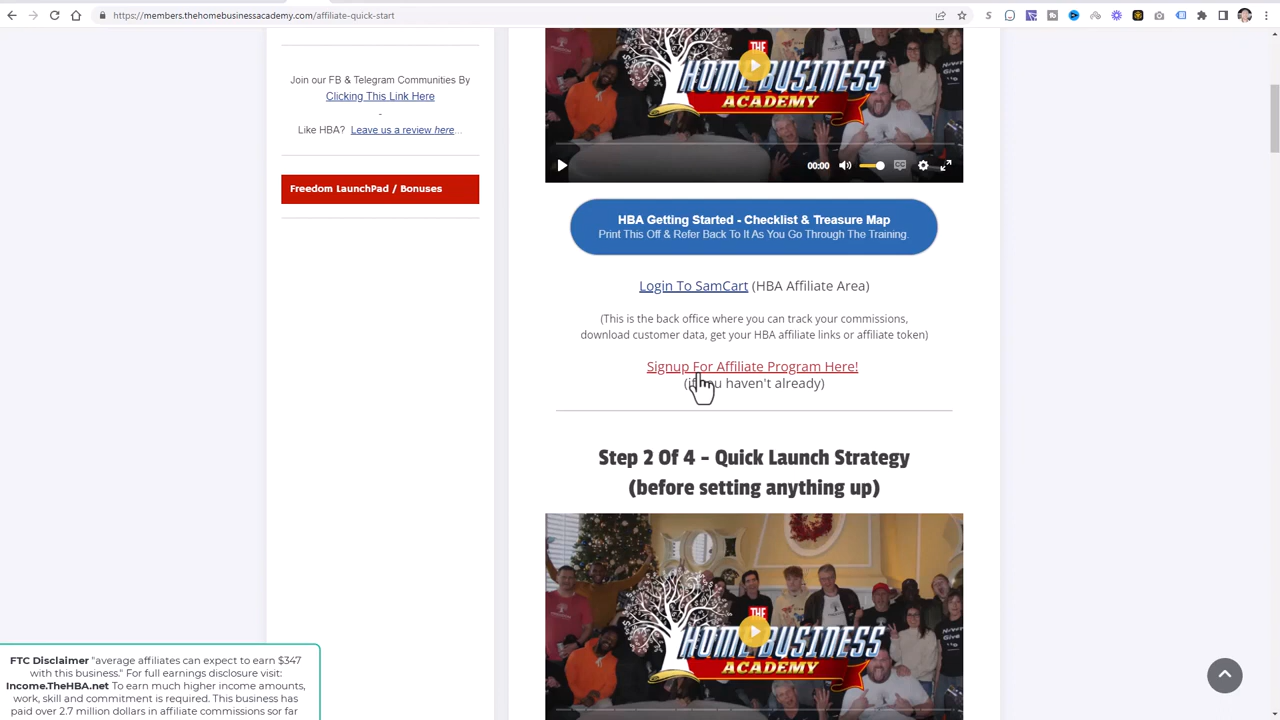 https://members.thehomebusinessacademy.com/affiliate-quick-start
Join our FB & Telegram Communities By
Clicking This Link Here
-
Like HBA? Leave us a review here...
Freedom LaunchPad / Bonuses
THE
HOME BUSINESS
ACADEMY
00:00
CC
HBA Getting Started - Checklist & Treasure Map
Print This Off & Refer Back To It As You Go Through The Training.
Login To SamCart (HBA Affiliate Area)
(This is the back office where you can track your commissions,
download customer data, get your HBA affiliate links or affiliate token)
Signup For Affiliate Program Here!
(if you haven't already)
Step 2 Of 4 - Quick Launch Strategy
(before setting anything up)
THE
HOME BUSINESS
ACADEMY
FTC Disclaimer "average affiliates can expect to earn $347
with this business." For full earnings disclosure visit:
Income.TheHBA.net To earn much higher income amounts,
work, skill and commitment is required. This business has
paid over 2.7 million dollars in affiliate commissions sor far